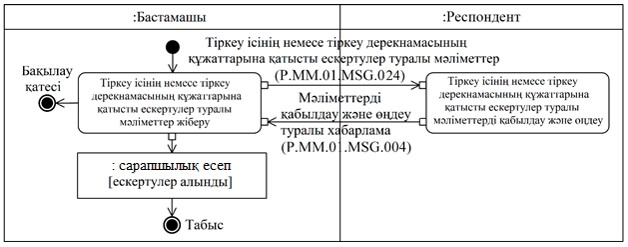 :Бастамашы
:Респондент
Тіркеу ісінің немесе тіркеу дерекнамасының
құжаттарына қатысты ескертулер туралы мәліметтер
(P.MM.01.MSG.024)
Бақылау
қатесі
Тіркеу ісінің немесе тіркеу
дерекнамасының құжаттарына
қатысты ескертулер туралы
мәліметтер жіберу
Мәліметтерді
қабылдау және өңдеу
туралы хабарлама
(P.MM.01.MSG.004)
Тіркеу ісінің немесе тіркеу
дерекнамасының құжаттарына
қатысты ескертулер туралы
мәліметтерді қабылдау және өңдеу
: сарапшылық есеп
[ескертулер алынды]
Табыс